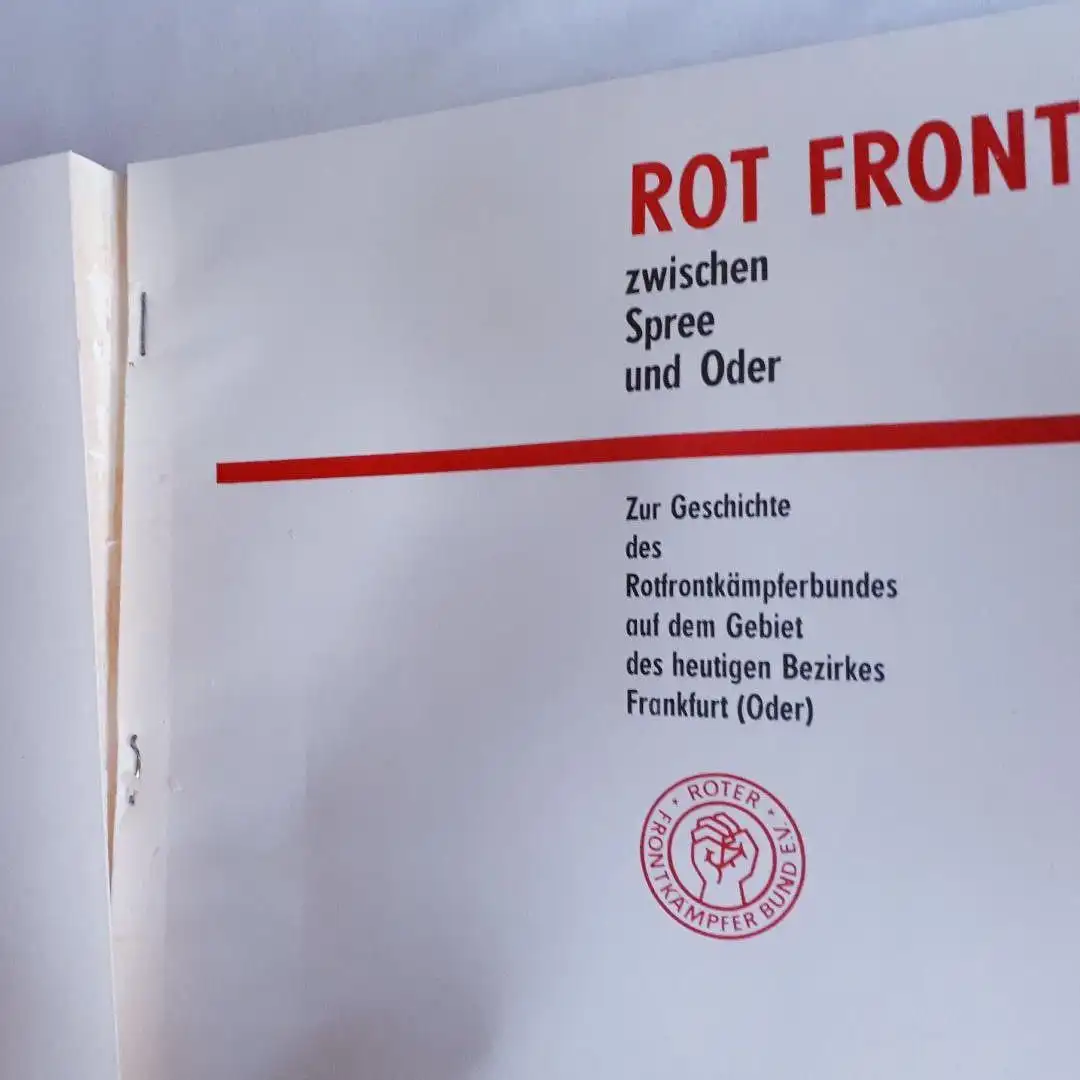 ROT FRONT
zwischen
Spree
und Oder
Zur Geschichte
des
Rotfrontkämpferbundes
auf dem Gebiet
des heutigen Bezirkes
Frankfurt (Oder)
ROTER
FRONTKÄMPFER BUND E.V.